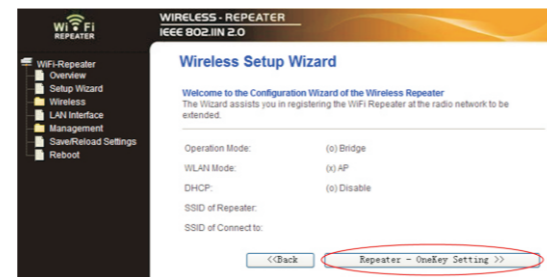 Wi Fi
REPEATER
WIRELESS - REPEATER
IEEE 802.11N 2.0
WiFi-Repeater
Overview
Setup Wizard
Wireless
LAN Interface
Management
Save/Reload Settings
Reboot
Wireless Setup Wizard
Welcome to the Configuration Wizard of the Wireless Repeater
The Wizard assists you in registering the WiFi Repeater at the radio network to be
extended.
Operation Mode: (o) Bridge
WLAN Mode: (x) AP
DHCP: (o) Disable
SSID of Repeater:
SSID of Connect to:
<<Back Repeater - OneKey Setting >>